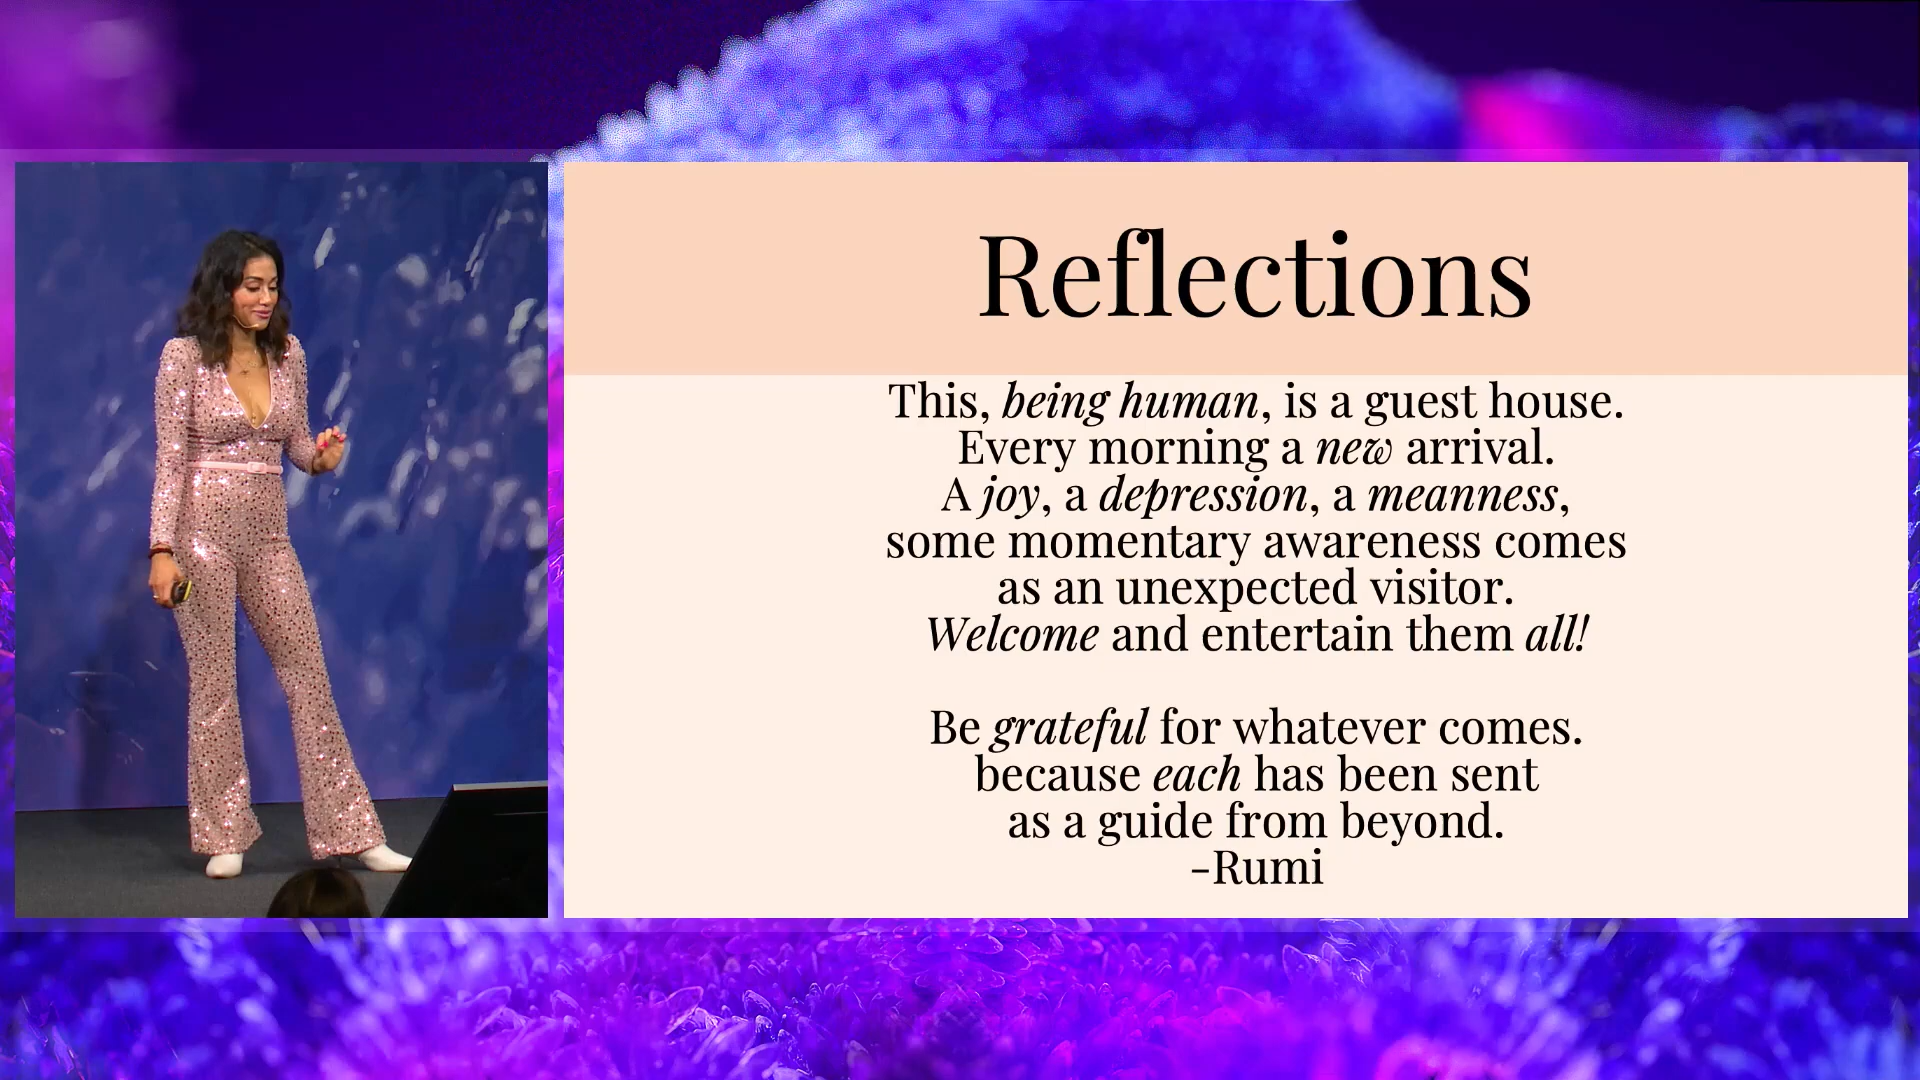 Reflections
This, being human, is a guest house.
Every morning a new arrival.
A joy, a depression, a meanness,
some momentary awareness comes
as an unexpected visitor.
Welcome and entertain them all!
Be grateful for whatever comes.
because each has been sent
as a guide from beyond.
-Rumi